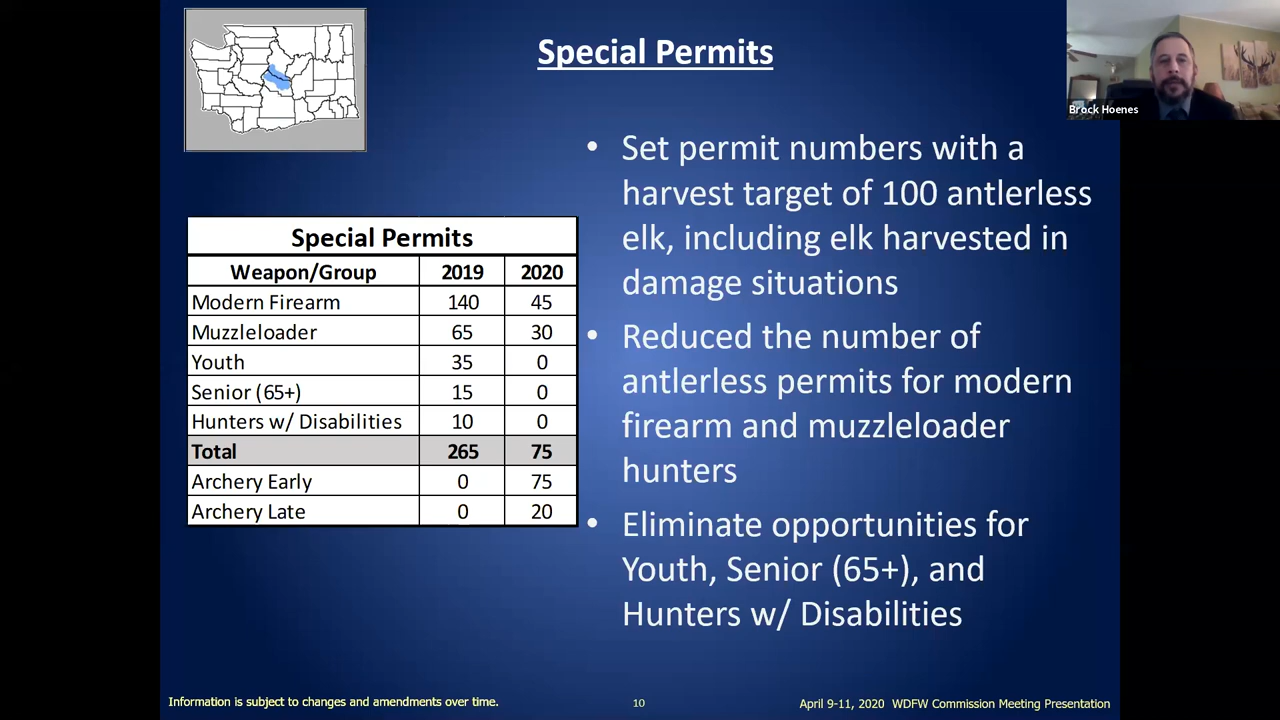 Special Permits
Brock Hoenes
Special Permits
Weapon/Group 2019 2020
Modern Firearm 140 45
Muzzleloader 65 30
Youth 35 0
Senior (65+) 15 0
Hunters w/ Disabilities 10 0
Total 265 75
Archery Early 0 75
Archery Late 0 20
• Set permit numbers with a
harvest target of 100 antlerless
elk, including elk harvested in
damage situations
• Reduced the number of
antlerless permits for modern
firearm and muzzleloader
hunters
• Eliminate opportunities for
Youth, Senior (65+), and
Hunters w/ Disabilities
Information is subject to changes and amendments over time.
10
April 9-11, 2020 WDFW Commission Meeting Presentation